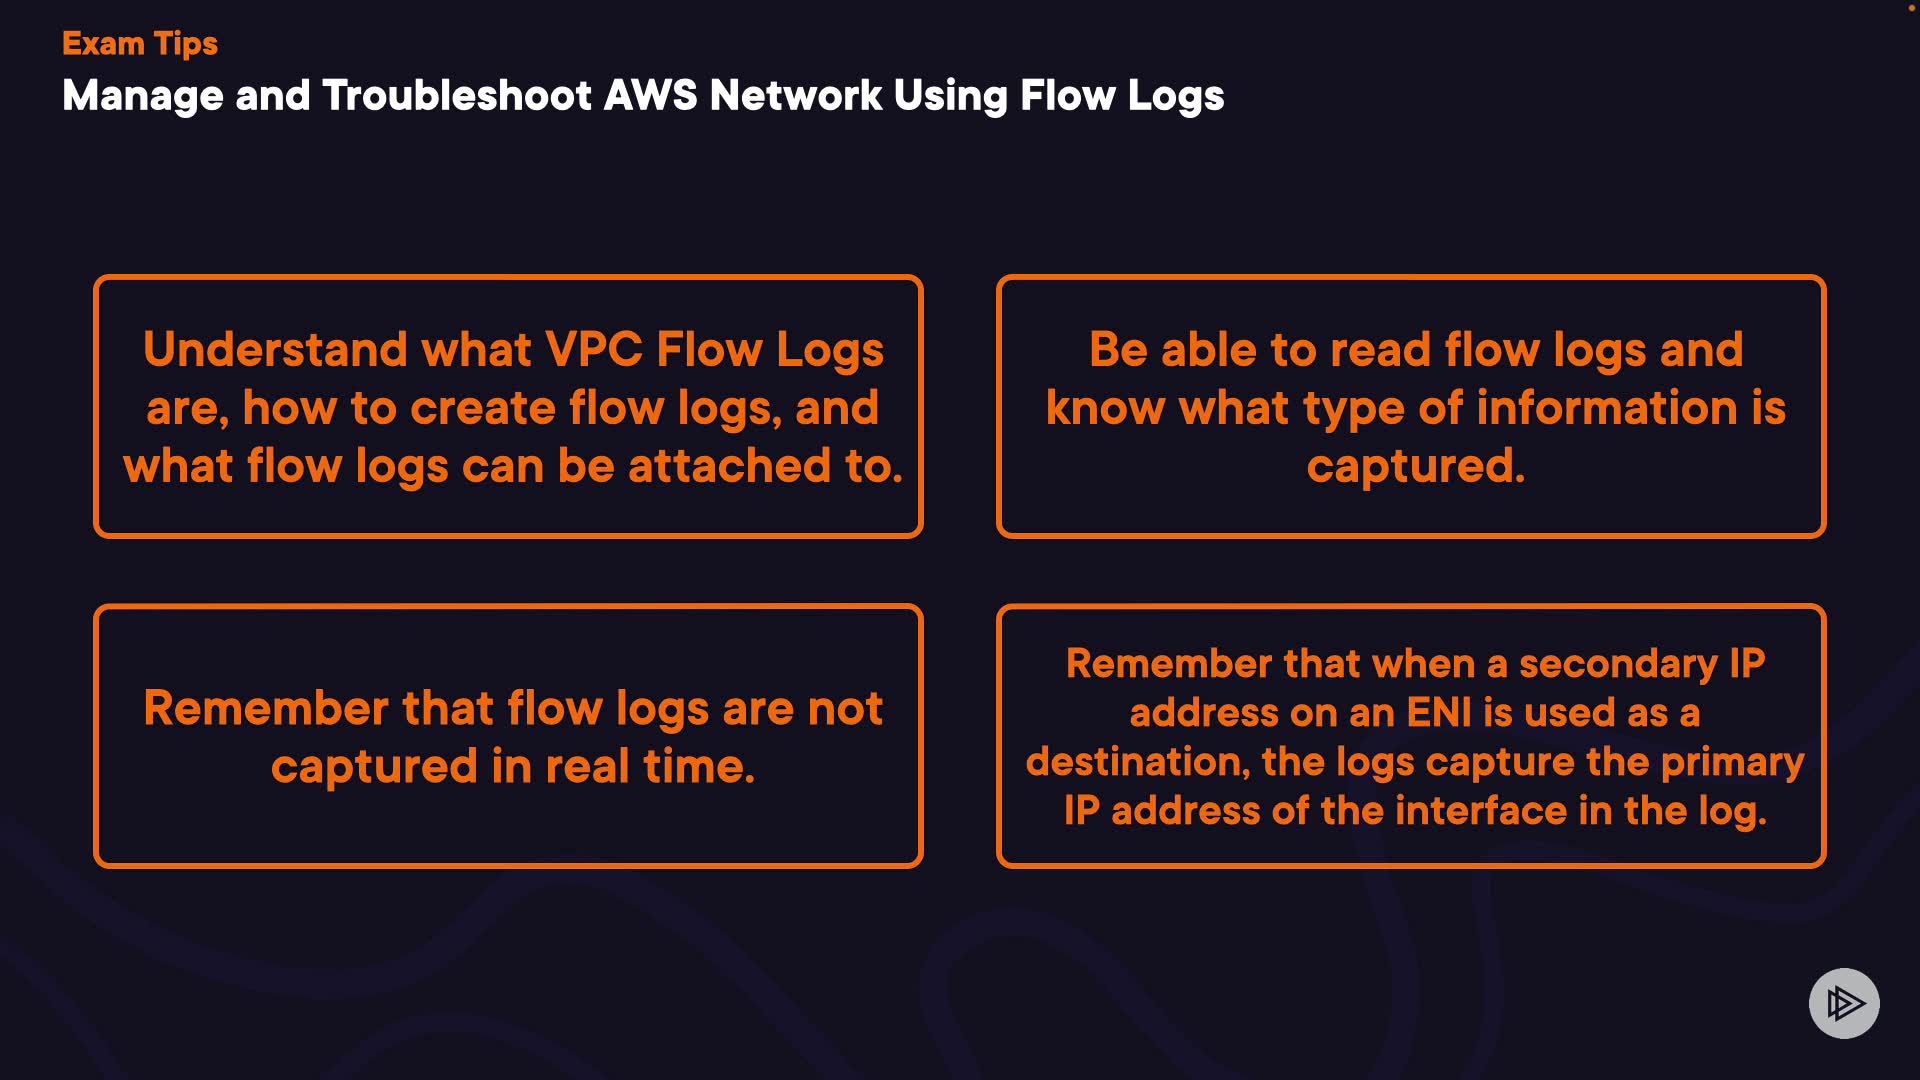 Exam Tips
Manage and Troubleshoot AWS Network Using Flow Logs
Understand what VPC Flow Logs
are, how to create flow logs, and
what flow logs can be attached to.
Be able to read flow logs and
know what type of information is
captured.
Remember that flow logs are not
captured in real time.
Remember that when a secondary IP
address on an ENI is used as a
destination, the logs capture the primary
IP address of the interface in the log.